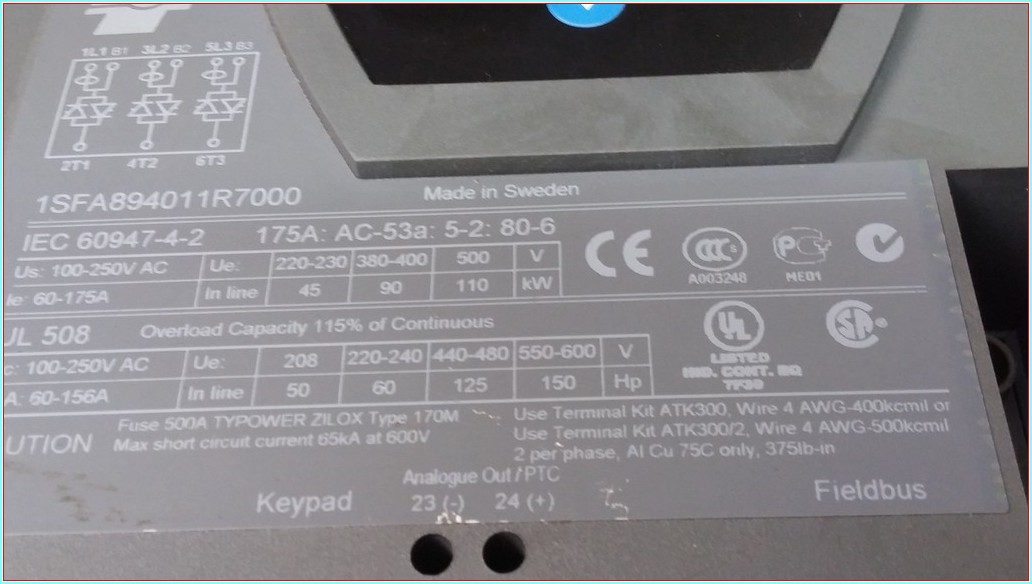 1L1 B1 3L2 B2 5L3 B3
2T1 4T2 6T3
1SFA894011R7000 Made in Sweden
IEC 60947-4-2 175A: AC-53a: 5-2: 80-6
Us: 100-250V AC Ue: 220-230 380-400 500 V
Ie: 60-175A In line 45 90 110 kW
CE
CCC S
A003248
PC
ME01
UL 508 Overload Capacity 115% of Continuous
c: 100-250V AC Ue: 208 220-240 440-480 550-600 V
A: 60-156A In line 50 60 125 150 Hp
UL
LISTED
IND. CONT. EQ
SA ®
Fuse 500A TYPOWER ZILOX Type 170M
UTION Max short circuit current 65kA at 600V
Use Terminal Kit ATK300, Wire 4 AWG-400kcmil or
Use Terminal Kit ATK300/2, Wire 4 AWG-500kcmil
2 per phase, Al Cu 75C only, 375lb-in
Analogue Out / PTC
Keypad 23 (-) 24 (+) Fieldbus